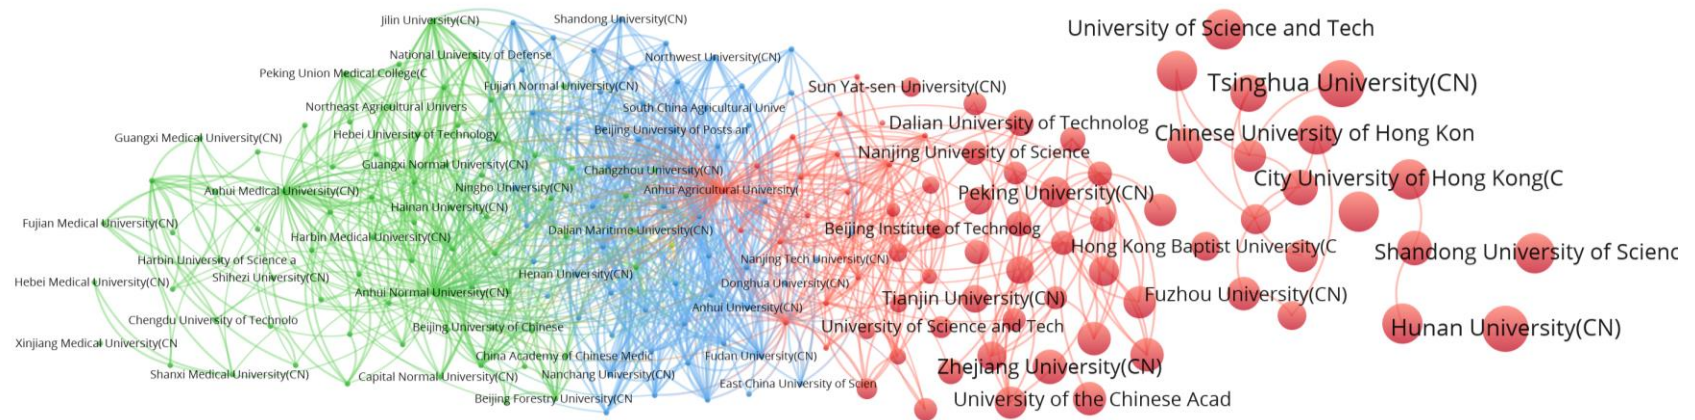 Jilin University(CN)
Shandong University(CN)
National University of Defense
Northwest University(CN)
Peking Union Medical College(C
Fujian Normal University(CN)
Northeast Agricultural Univers
South China Agricultural Unive
Guangxi Medical University(CN)
Hebei University of Technology
Beijing University of Posts an
Guangxi Normal University(CN)
Changzhou University(CN)
Anhui Medical University(CN)
Ningbo University(CN)
Anhui Agricultural University(
Hainan University(CN)
Fujian Medical University(CN)
Harbin Medical University(CN)
Dalian Maritime University(CN)
Harbin University of Science a
Nanjing Tech University(CN)
Hebei Medical University(CN)
Shihezi University(CN)
Henan University(CN)
Donghua University(CN)
Anhui Normal University(CN)
Anhui University(CN)
Chengdu University of Technolo
Beijing University of Chinese
Xinjiang Medical University(CN
China Academy of Chinese Medic
Fudan University(CN)
Shanxi Medical University(CN)
Capital Normal University(CN)
Nanchang University(CN)
East China University of Scien
Beijing Forestry University(CN
Sun Yat-sen University(CN)
Dalian University of Technolog
Nanjing University of Science
Peking University(CN)
Beijing Institute of Technolog
Hong Kong Baptist University(C
Tianjin University(CN)
University of Science and Tech
Zhejiang University(CN)
University of the Chinese Acad
University of Science and Tech
Tsinghua University(CN)
Chinese University of Hong Kon
City University of Hong Kong(C
Shandong University of Scienc
Fuzhou University(CN)
Hunan University(CN)